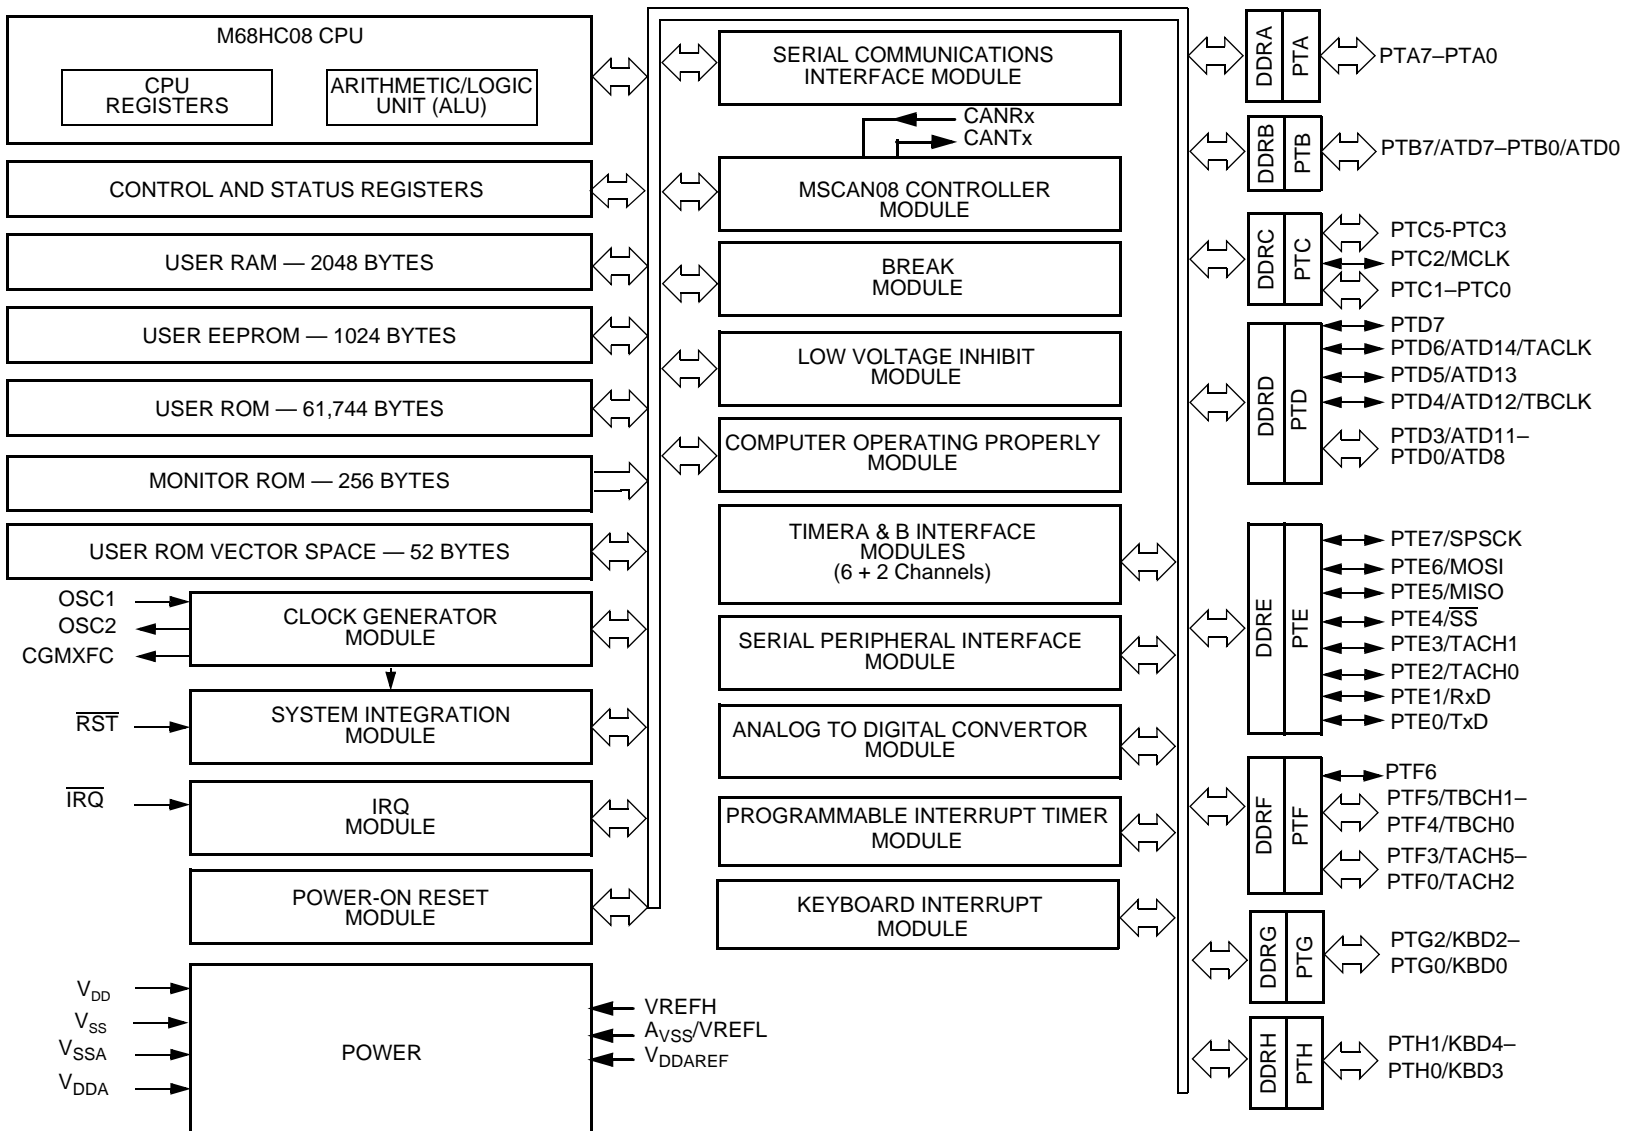 M68HC08 CPU
CPU
REGISTERS
ARITHMETIC/LOGIC
UNIT (ALU)
CONTROL AND STATUS REGISTERS
USER RAM — 2048 BYTES
USER EEPROM — 1024 BYTES
USER ROM — 61,744 BYTES
MONITOR ROM — 256 BYTES
USER ROM VECTOR SPACE — 52 BYTES
OSC1
OSC2
CGMXFC
CLOCK GENERATOR
MODULE
R̅S̅T̅
SYSTEM INTEGRATION
MODULE
I̅R̅Q̅
IRQ
MODULE
POWER-ON RESET
MODULE
VDD
VSS
VSSA
VDDA
POWER
VREFH
AVSS/VREFL
VDDAREF
SERIAL COMMUNICATIONS
INTERFACE MODULE
CANRx
CANTx
MSCAN08 CONTROLLER
MODULE
BREAK
MODULE
LOW VOLTAGE INHIBIT
MODULE
COMPUTER OPERATING PROPERLY
MODULE
TIMERA & B INTERFACE
MODULES
(6 + 2 Channels)
SERIAL PERIPHERAL INTERFACE
MODULE
ANALOG TO DIGITAL CONVERTOR
MODULE
PROGRAMMABLE INTERRUPT TIMER
MODULE
KEYBOARD INTERRUPT
MODULE
DDRA
PTA
PTA7–PTA0
DDRB
PTB
PTB7/ATD7–PTB0/ATD0
DDRC
PTC
PTC5-PTC3
PTC2/MCLK
PTC1–PTC0
DDRD
PTD
PTD7
PTD6/ATD14/TACLK
PTD5/ATD13
PTD4/ATD12/TBCLK
PTD3/ATD11–
PTD0/ATD8
DDRE
PTE
PTE7/SPSCK
PTE6/MOSI
PTE5/MISO
PTE4/S̅S̅
PTE3/TACH1
PTE2/TACH0
PTE1/RxD
PTE0/TxD
DDRF
PTF
PTF6
PTF5/TBCH1–
PTF4/TBCH0
PTF3/TACH5–
PTF0/TACH2
DDRG
PTG
PTG2/KBD2–
PTG0/KBD0
DDRH
PTH
PTH1/KBD4–
PTH0/KBD3